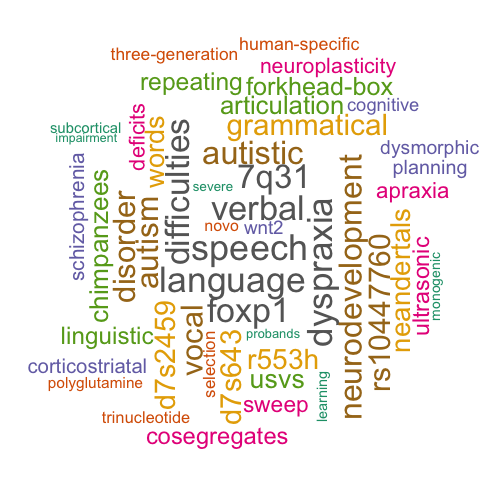 human-specific
three-generation
neuroplasticity
repeating
forkhead-box
articulation
cognitive
grammatical
deficits
words
subcortical
impairment
difficulties
autistic
dysmorphic
planning
schizophrenia
chimpanzees
disorder
autism
severe
7q31
verbal
apraxia
novo
wnt2
speech
language
foxp1
dyspraxia
neurodevelopment
rs10447760
neandertals
ultrasonic
monogenic
linguistic
d7s2459
vocal
selection
d7s643
probands
r553h
usvs
learning
corticostriatal
polyglutamine
sweep
trinucleotide
cosegregates